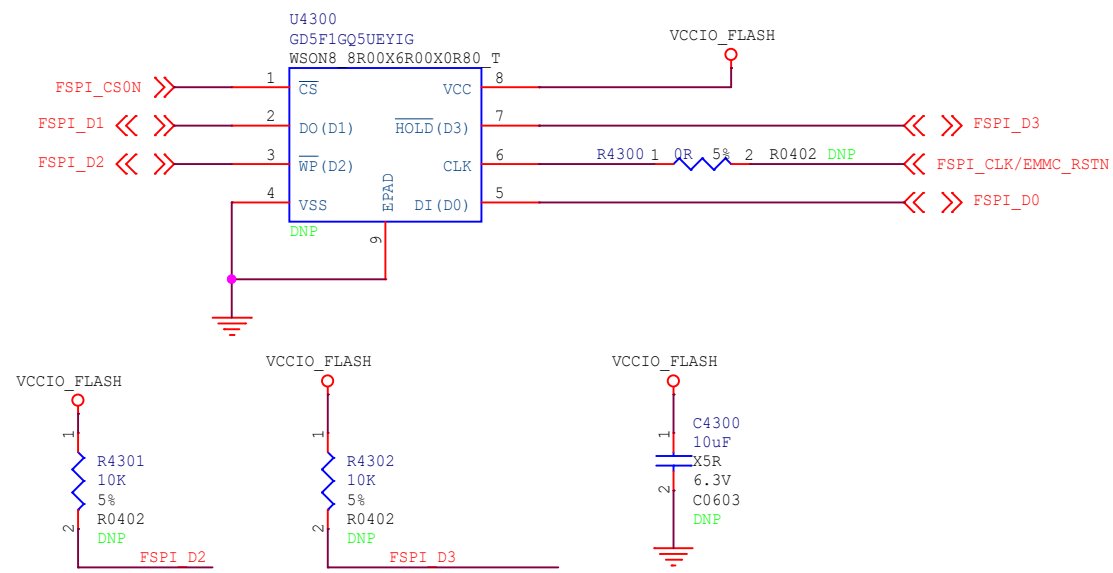 U4300
GD5F1GQ5UEYIG
WSON8_8R00X6R00X0R80_T
VCCIO_FLASH
FSPI_CS0N
1
CS
VCC
8
FSPI_D1
2
DO(D1)
HOLD(D3)
7
FSPI_D3
FSPI_D2
3
WP(D2)
CLK
6
R4300 1 0R 5% 2 R0402 DNP
FSPI_CLK/EMMC_RSTN
4
VSS
EPAD
DI(D0)
5
FSPI_D0
DNP
9
VCCIO_FLASH
1
R4301
10K
5%
R0402
DNP
2
FSPI_D2
VCCIO_FLASH
1
R4302
10K
5%
R0402
DNP
2
FSPI_D3
VCCIO_FLASH
1
C4300
10uF
X5R
6.3V
C0603
DNP
2